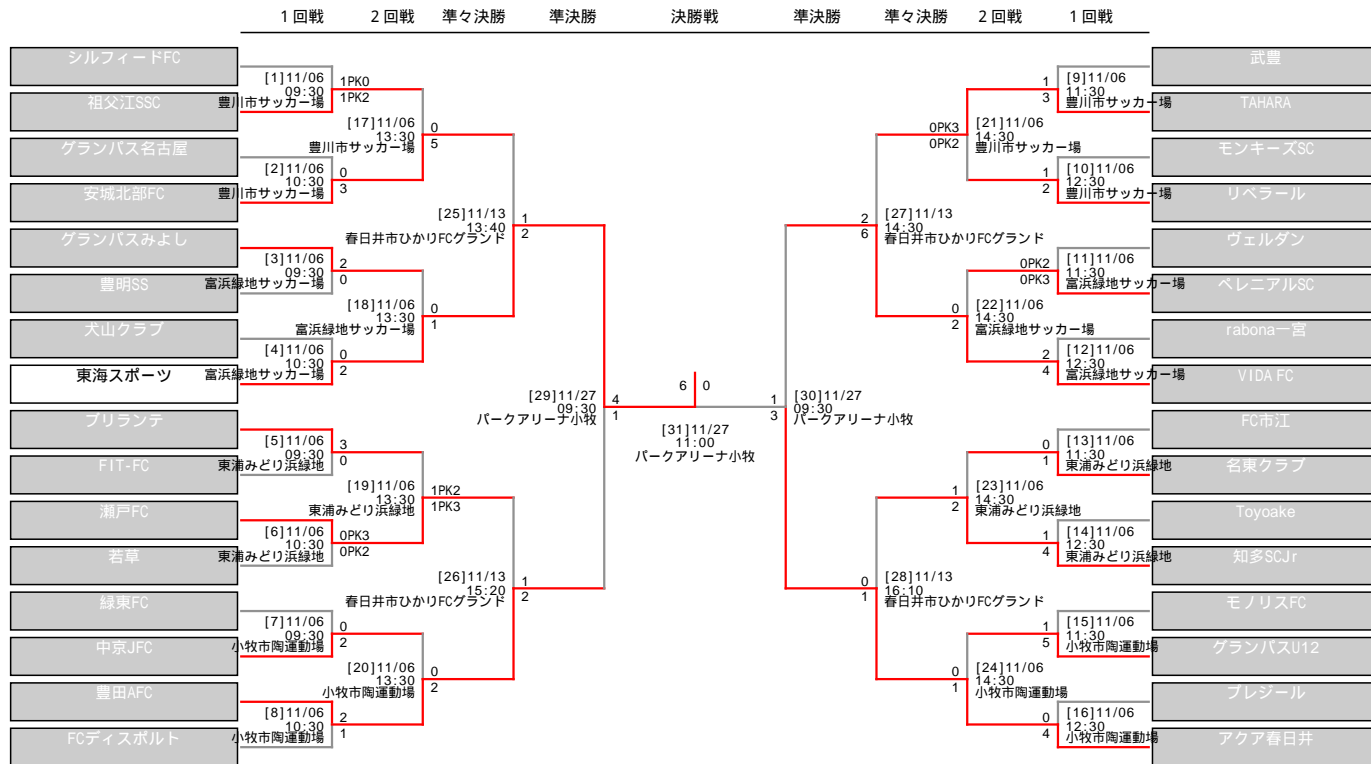 1回戦 2回戦 準々決勝 準決勝 決勝戦 準決勝 準々決勝 2回戦 1回戦
シルフィードFC
祖父江SSC
グランパス名古屋
安城北部FC
グランパスみよし
豊明SS
犬山クラブ
東海スポーツ
ブリランテ
FIT-FC
瀬戸FC
若草
緑東FC
中京JFC
豊田AFC
FCディスポルト
[1]11/06
09:30
豊川市サッカー場
1PK0
1PK2
[2]11/06
10:30
豊川市サッカー場
0
3
[3]11/06
09:30
富浜緑地サッカー場
2
0
[4]11/06
10:30
富浜緑地サッカー場
0
2
[5]11/06
09:30
東浦みどり浜緑地
3
0
[6]11/06
10:30
東浦みどり浜緑地
0PK3
0PK2
[7]11/06
09:30
小牧市陶運動場
0
2
[8]11/06
10:30
小牧市陶運動場
2
1
[17]11/06
13:30
豊川市サッカー場
0
5
[18]11/06
13:30
富浜緑地サッカー場
0
1
[19]11/06
13:30
東浦みどり浜緑地
1PK2
1PK3
[20]11/06
13:30
小牧市陶運動場
0
2
[25]11/13
13:40
春日井市ひかりFCグランド
1
2
[26]11/13
15:20
春日井市ひかりFCグランド
1
2
[29]11/27
09:30
パークアリーナ小牧
4
1
6 0
[31]11/27
11:00
パークアリーナ小牧
1
3
[30]11/27
09:30
パークアリーナ小牧
2
6
[27]11/13
14:30
春日井市ひかりFCグランド
0
1
[28]11/13
16:10
春日井市ひかりFCグランド
0PK3
0PK2
[21]11/06
14:30
豊川市サッカー場
0
2
[22]11/06
14:30
富浜緑地サッカー場
1
2
[23]11/06
14:30
東浦みどり浜緑地
0
1
[24]11/06
14:30
小牧市陶運動場
1
3
[9]11/06
11:30
豊川市サッカー場
1
2
[10]11/06
12:30
豊川市サッカー場
0PK2
0PK3
[11]11/06
11:30
富浜緑地サッカー場
2
4
[12]11/06
12:30
富浜緑地サッカー場
0
1
[13]11/06
11:30
東浦みどり浜緑地
1
4
[14]11/06
12:30
東浦みどり浜緑地
1
5
[15]11/06
11:30
小牧市陶運動場
0
4
[16]11/06
12:30
小牧市陶運動場
武豊
TAHARA
モンキーズSC
リベラール
ヴェルダン
ペレニアルSC
rabona一宮
VIDA FC
FC市江
名東クラブ
Toyoake
知多SCJr
モノリスFC
グランパスU12
プレジール
アクア春日井